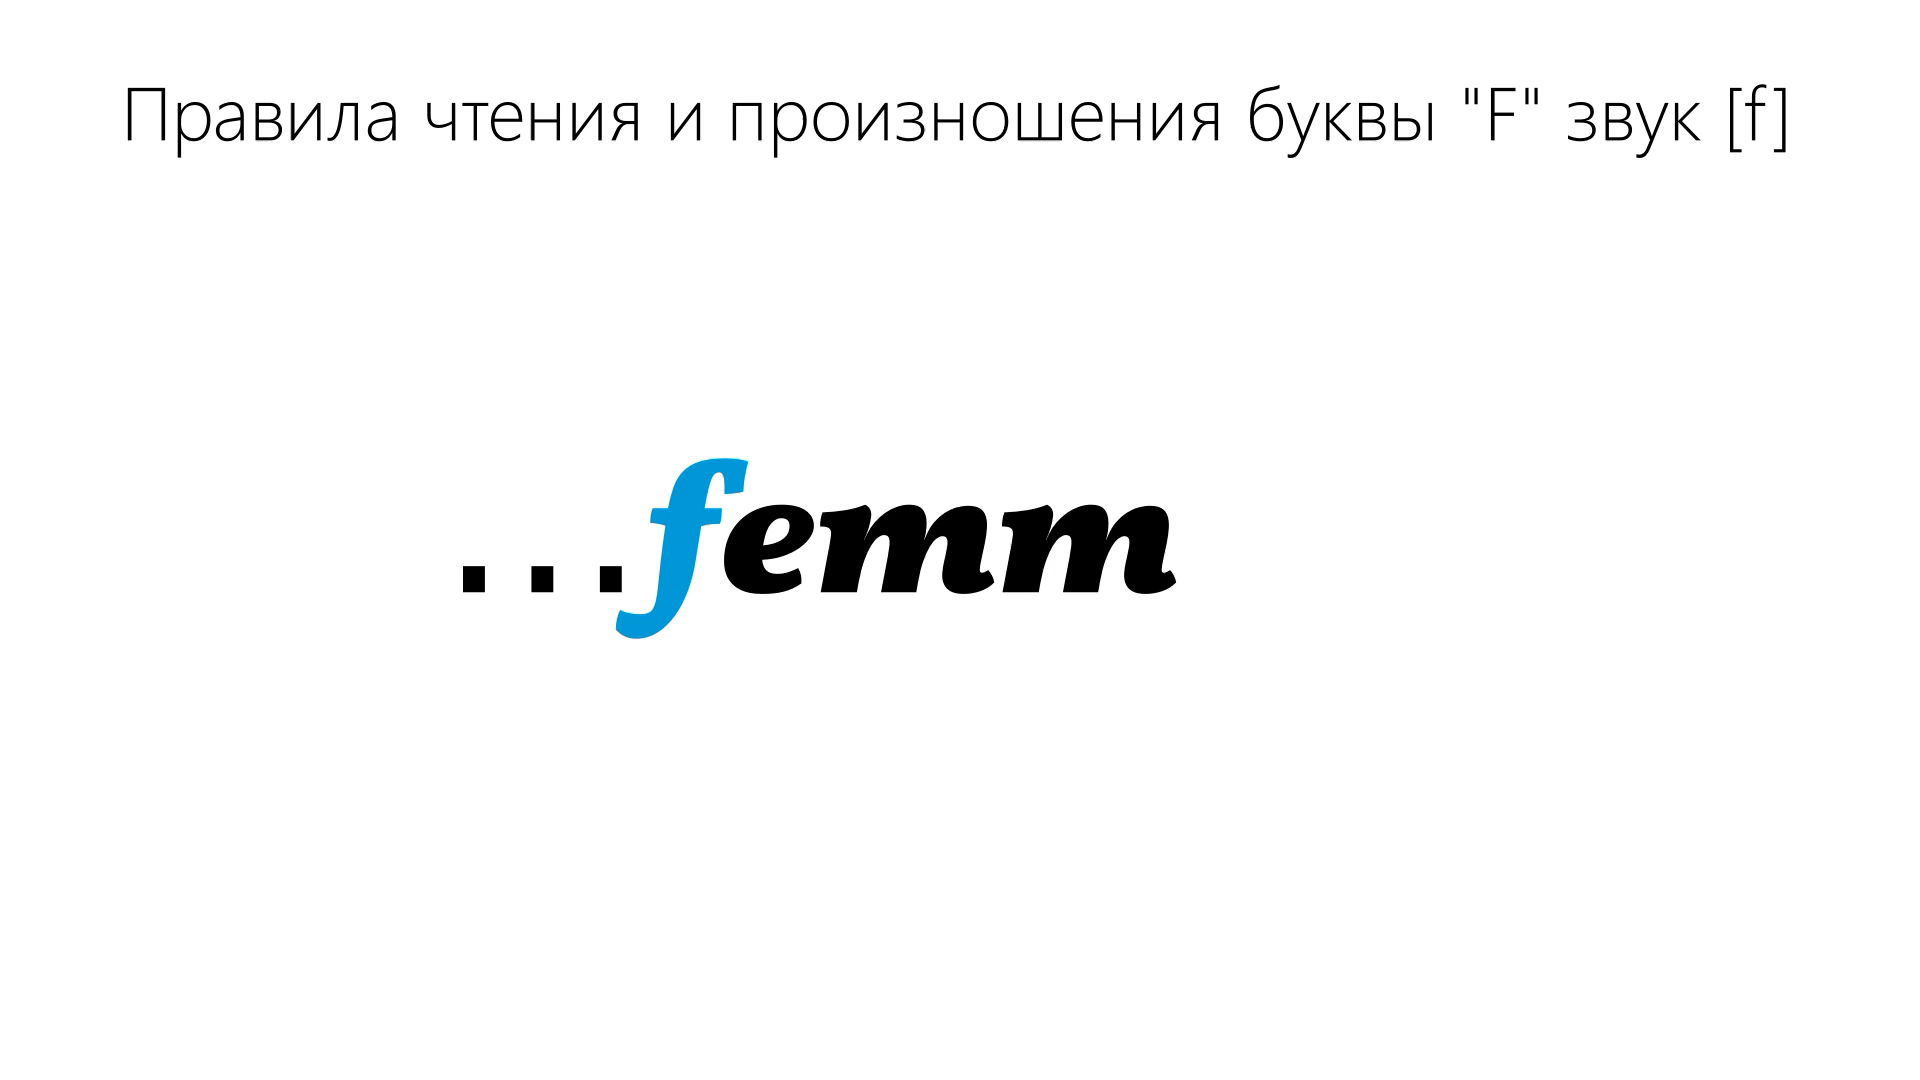 Правила чтения и произношения буквы "F" звук [f]
...femm